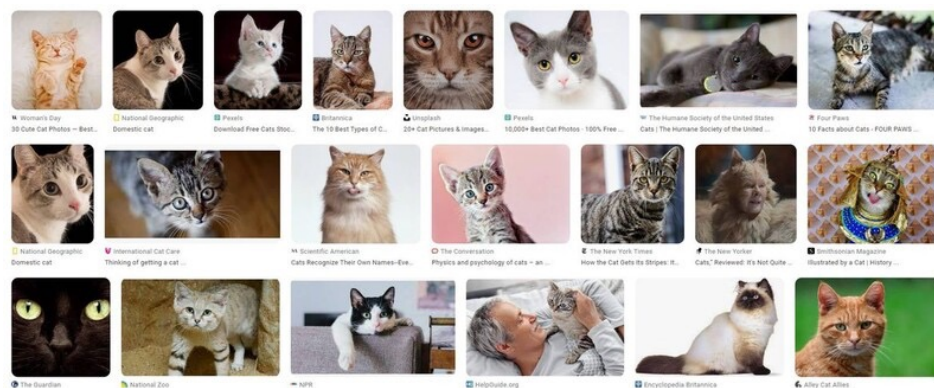 Woman's Day
30 Cute Cat Photos — Best...
National Geographic
Domestic cat
Pexels
Download Free Cats Stoc...
Britannica
The 10 Best Types of C...
Unsplash
20+ Cat Pictures & Images...
Pexels
10,000+ Best Cat Photos · 100% Free ...
The Humane Society of the United States
Cats | The Humane Society of the United ...
Four Paws
10 Facts about Cats - FOUR PAWS ...
National Geographic
Domestic cat
International Cat Care
Thinking of getting a cat ...
Scientific American
Cats Recognize Their Own Names–Eve...
The Conversation
Physics and psychology of cats – an ...
The New York Times
How the Cat Gets Its Stripes: It...
The New Yorker
Cats," Reviewed: It's Not Quite ...
Smithsonian Magazine
Illustrated by a Cat | History ...
The Guardian
National Zoo
NPR
HelpGuide.org
Encyclopedia Britannica
Alley Cat Allies